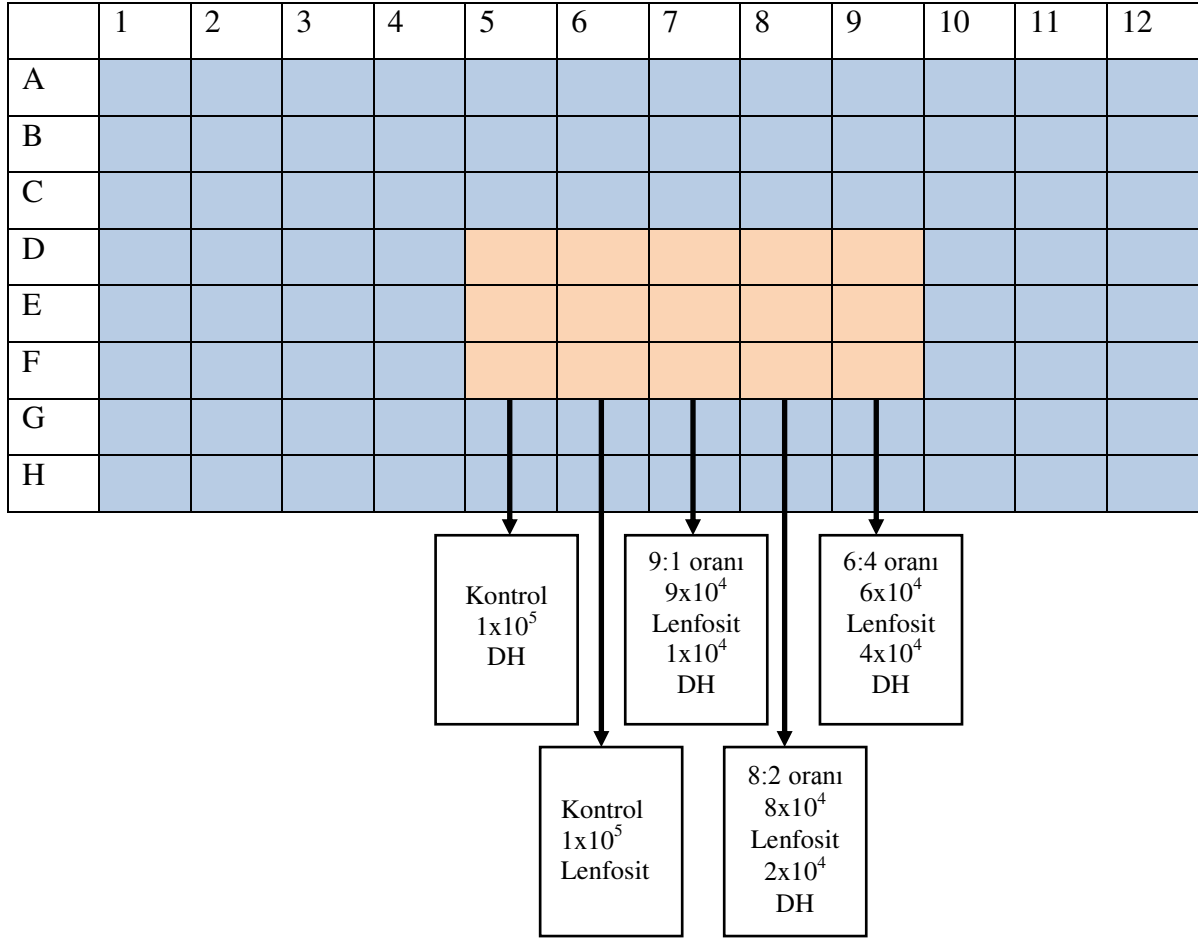 1 2 3 4 5 6 7 8 9 10 11 12
A
B
C
D
E
F
G
H
Kontrol
1x10⁵
DH
9:1 oranı
9x10⁴
Lenfosit
1x10⁴
DH
6:4 oranı
6x10⁴
Lenfosit
4x10⁴
DH
Kontrol
1x10⁵
Lenfosit
8:2 oranı
8x10⁴
Lenfosit
2x10⁴
DH